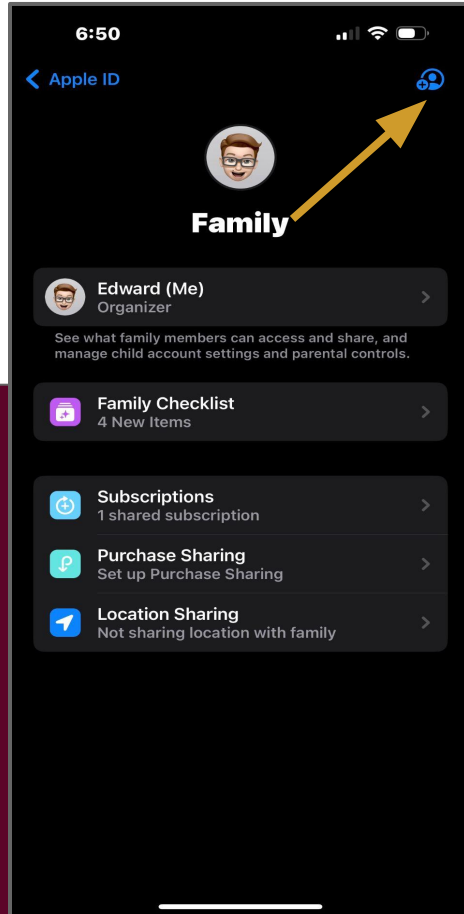 6:50
Apple ID
Family
Edward (Me)
Organizer
See what family members can access and share, and
manage child account settings and parental controls.
Family Checklist
4 New Items
Subscriptions
1 shared subscription
Purchase Sharing
Set up Purchase Sharing
Location Sharing
Not sharing location with family